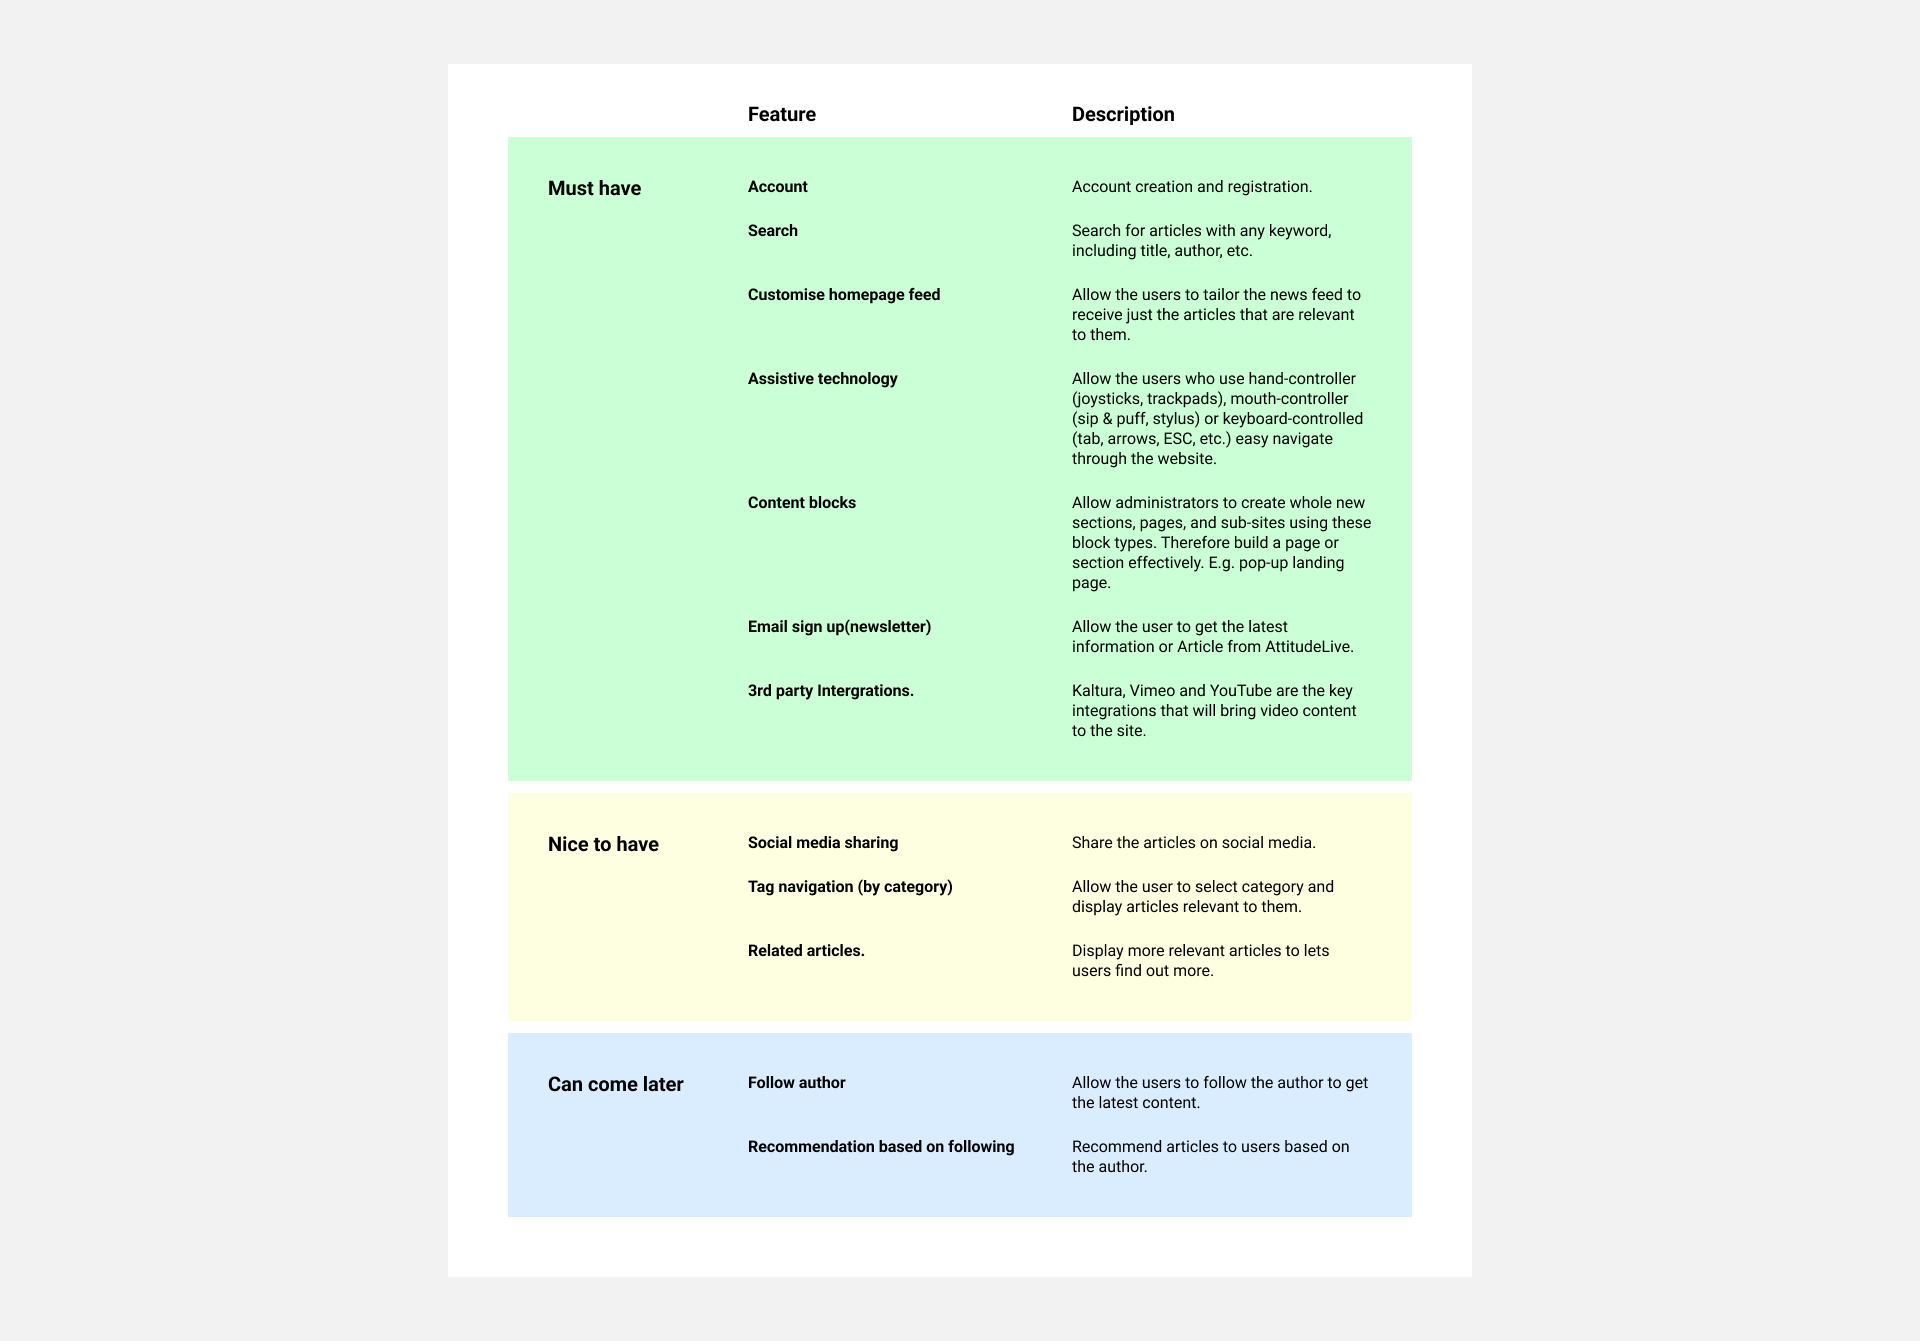 Feature Description
Must have Account Account creation and registration.
Search Search for articles with any keyword,
including title, author, etc.
Customise homepage feed Allow the users to tailor the news feed to
receive just the articles that are relevant
to them.
Assistive technology Allow the users who use hand-controller
(joysticks, trackpads), mouth-controller
(sip & puff, stylus) or keyboard-controlled
(tab, arrows, ESC, etc.) easy navigate
through the website.
Content blocks Allow administrators to create whole new
sections, pages, and sub-sites using these
block types. Therefore build a page or
section effectively. E.g. pop-up landing
page.
Email sign up(newsletter) Allow the user to get the latest
information or Article from AttitudeLive.
3rd party Intergrations. Kaltura, Vimeo and YouTube are the key
integrations that will bring video content
to the site.
Nice to have Social media sharing Share the articles on social media.
Tag navigation (by category) Allow the user to select category and
display articles relevant to them.
Related articles. Display more relevant articles to lets
users find out more.
Can come later Follow author Allow the users to follow the author to get
the latest content.
Recommendation based on following Recommend articles to users based on
the author.